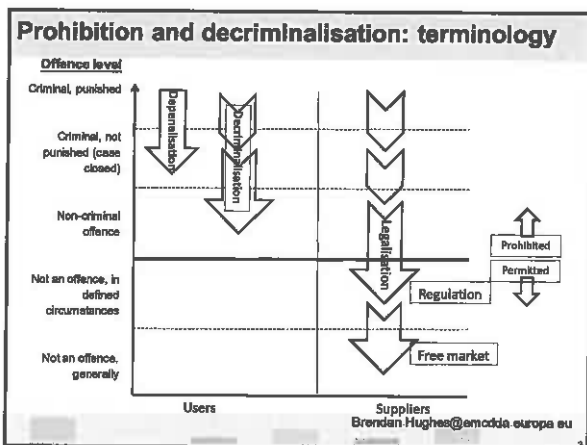 Prohibition and decriminalisation: terminology
Offence level
Criminal, punished
Criminal, not
punished (case
closed)
Non-criminal
offence
Not an offence, in
defined
circumstances
Not an offence,
generally
Depenalisation
Decriminalisation
Legalisation
Prohibited
Permitted
Regulation
Free market
Users
Suppliers
Brendan.Hughes@emcdda.europa.eu